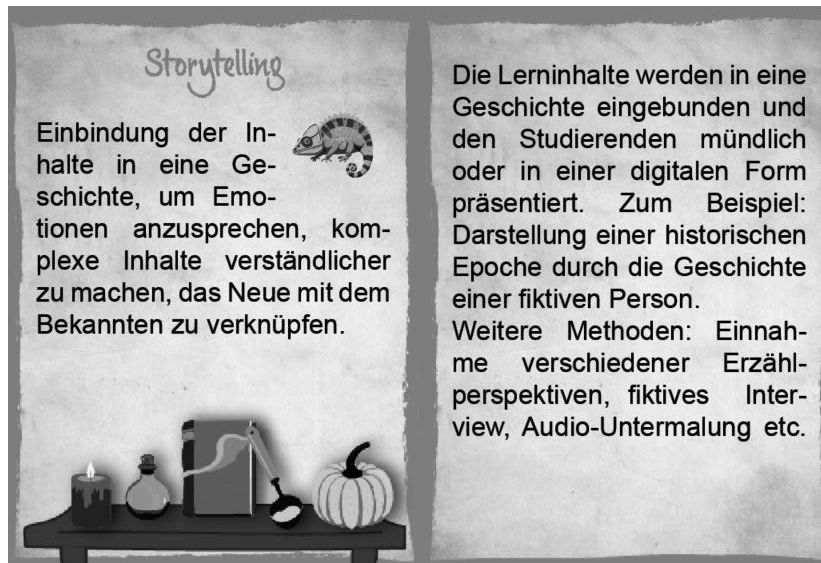 Storytelling
Einbindung der In-
halte in eine Ge-
schichte, um Emo-
tionen anzusprechen, kom-
plexe Inhalte verständlicher
zu machen, das Neue mit dem
Bekannten zu verknüpfen.
Die Lerninhalte werden in eine
Geschichte eingebunden und
den Studierenden mündlich
oder in einer digitalen Form
präsentiert. Zum Beispiel:
Darstellung einer historischen
Epoche durch die Geschichte
einer fiktiven Person.
Weitere Methoden: Einnah-
me verschiedener Erzähl-
perspektiven, fiktives Inter-
view, Audio-Untermalung etc.